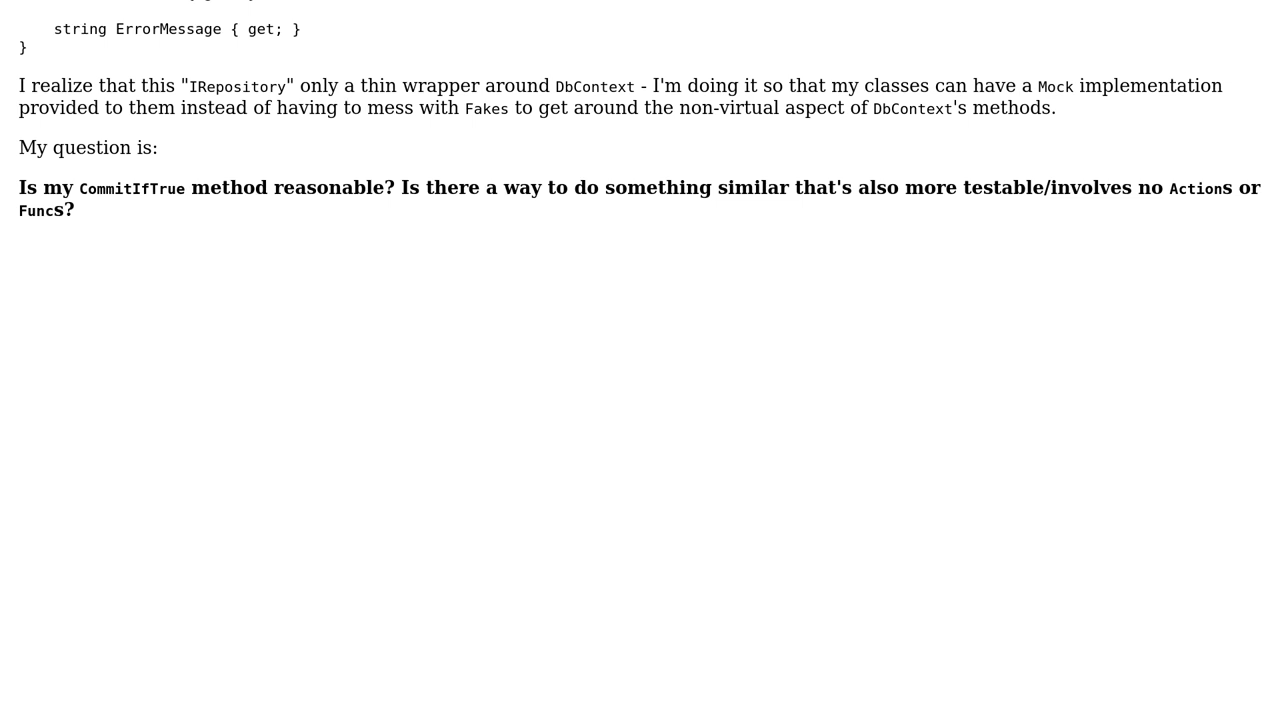 string ErrorMessage { get; }
}
I realize that this "IRepository" only a thin wrapper around DbContext - I'm doing it so that my classes can have a Mock implementation
provided to them instead of having to mess with Fakes to get around the non-virtual aspect of DbContext's methods.
My question is:
Is my CommitIfTrue method reasonable? Is there a way to do something similar that's also more testable/involves no Actions or
Funcs?